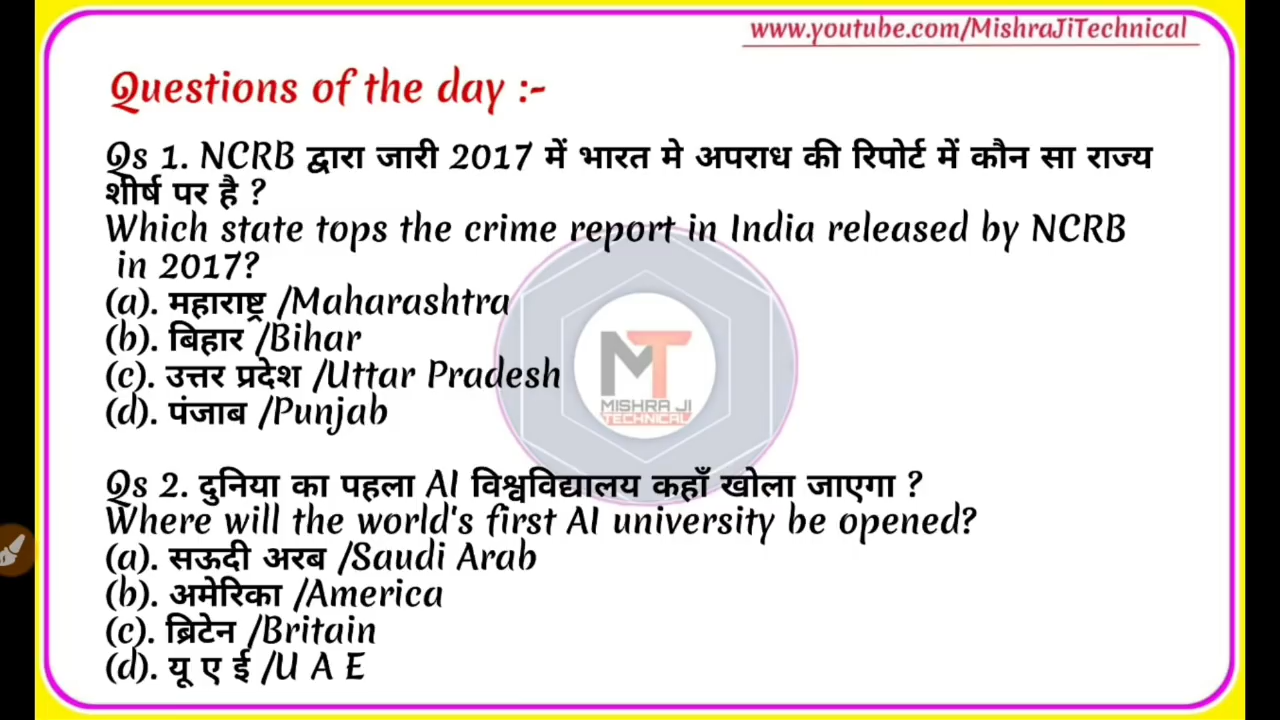 www.youtube.com/MishraJiTechnical
Questions of the day :-
Qs 1. NCRB द्वारा जारी 2017 में भारत मे अपराध की रिपोर्ट में कौन सा राज्य
शीर्ष पर है ?
Which state tops the crime report in India released by NCRB
in 2017?
(a). महाराष्ट्र /Maharashtra
(b). बिहार /Bihar
(c). उत्तर प्रदेश /Uttar Pradesh
(d). पंजाब /Punjab
MT
MISHRA JI
TECHNICAL
Qs 2. दुनिया का पहला AI विश्वविद्यालय कहाँ खोला जाएगा ?
Where will the world's first AI university be opened?
(a). सऊदी अरब /Saudi Arab
(b). अमेरिका /America
(c). ब्रिटेन /Britain
(d). यू ए ई /U A E